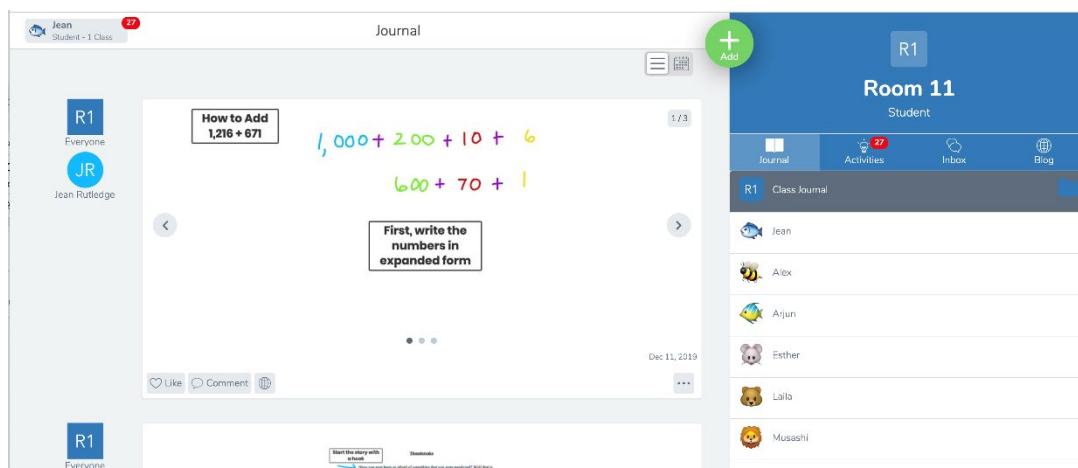 Jean
27
Student - 1 Class
Journal
+
Add
R1
Room 11
Student
Journal
27
Activities
Inbox
Blog
R1
Everyone
JR
Jean Rutledge
How to Add
1,216 + 671
1,000 + 200 + 10 + 6
600 + 70 + 1
1/3
First, write the
numbers in
expanded form
Dec 11, 2019
Like
Comment
R1 Class Journal
Jean
Alex
Arjun
Esther
Laila
Musashi
R1
Everyone
Start the story with
a hook